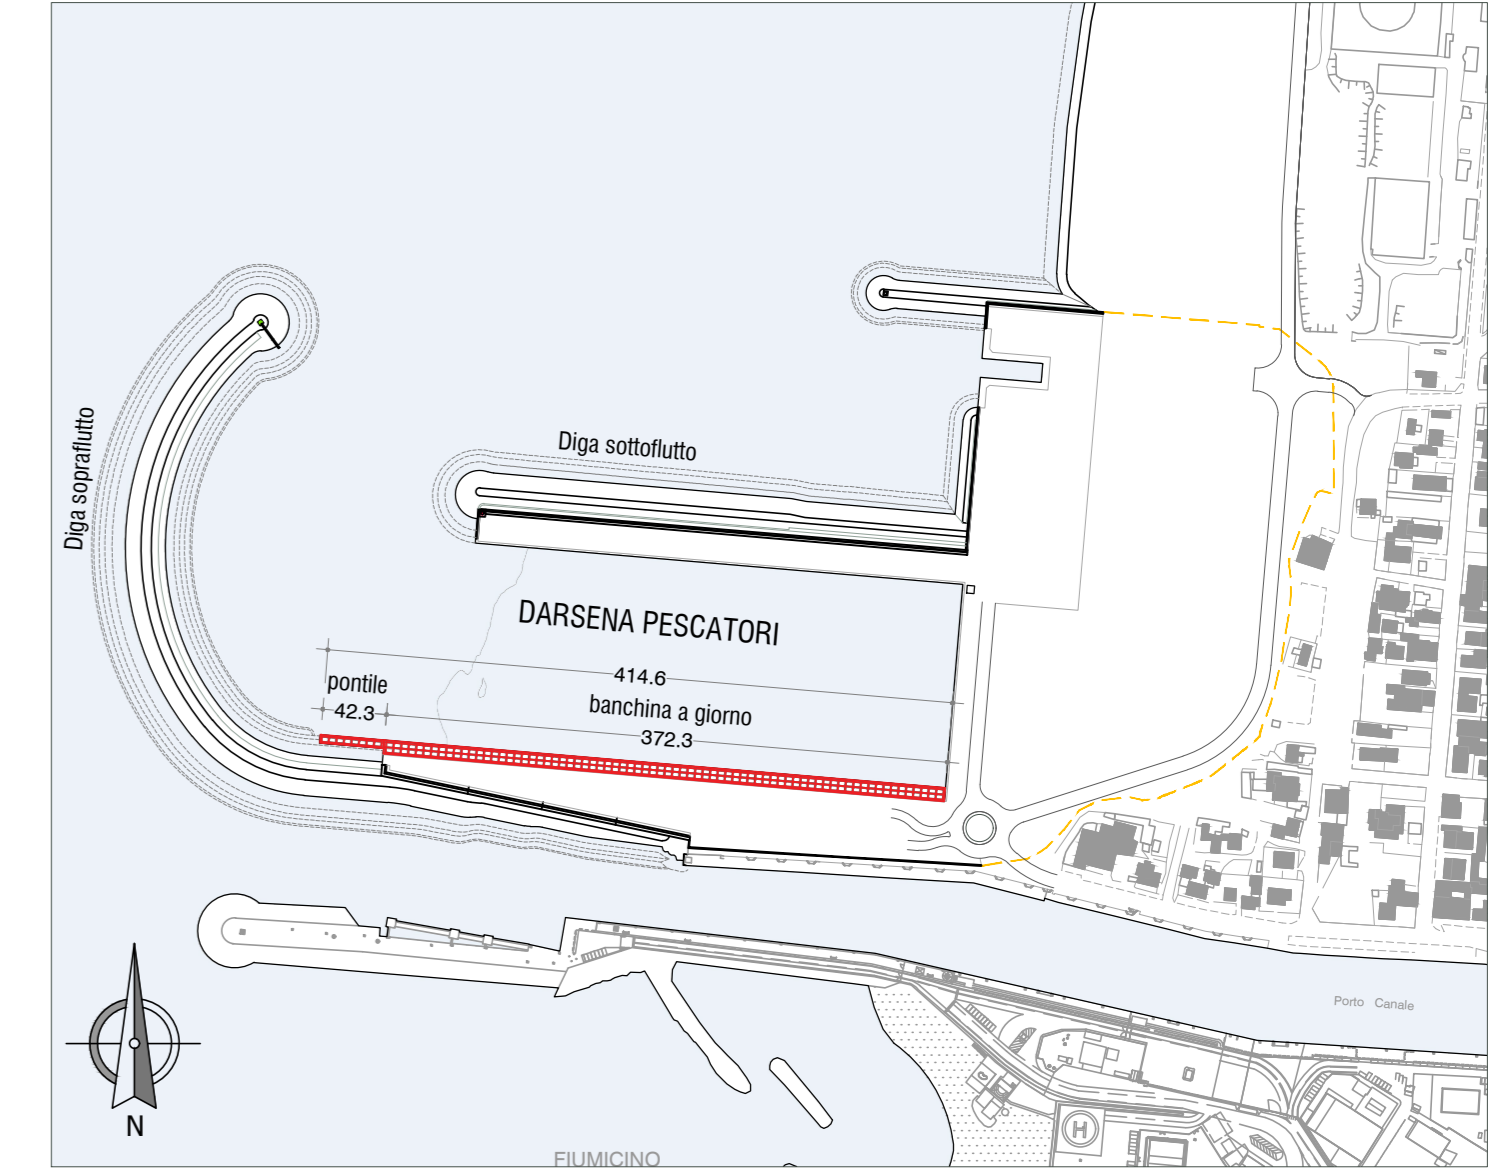 Diga sopraflutto
Diga sottoflutto
DARSENA PESCATORI
414.6
pontile
42.3
banchina a giorno
372.3
Porto Canale
H
N
FIUMICINO